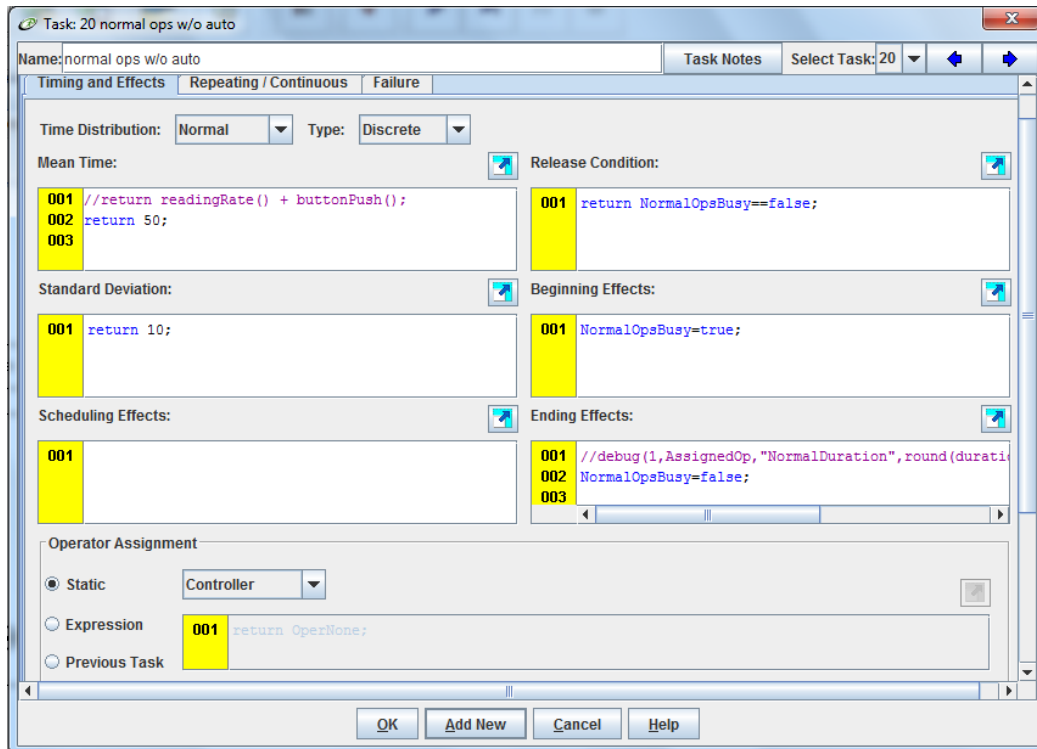 Task: 20 normal ops w/o auto
Name: normal ops w/o auto Task Notes Select Task: 20
Timing and Effects Repeating / Continuous Failure
Time Distribution: Normal Type: Discrete
Mean Time:
001 //return readingRate() + buttonPush();
002 return 50;
003
Release Condition:
001 return NormalOpsBusy==false;
Standard Deviation:
001 return 10;
Beginning Effects:
001 NormalOpsBusy=true;
Scheduling Effects:
001
Ending Effects:
001 //debug(1,AssignedOp,"NormalDuration",round(duratio
002 NormalOpsBusy=false;
003
Operator Assignment
Static Controller
Expression
001 return OperNone;
Previous Task
OK Add New Cancel Help